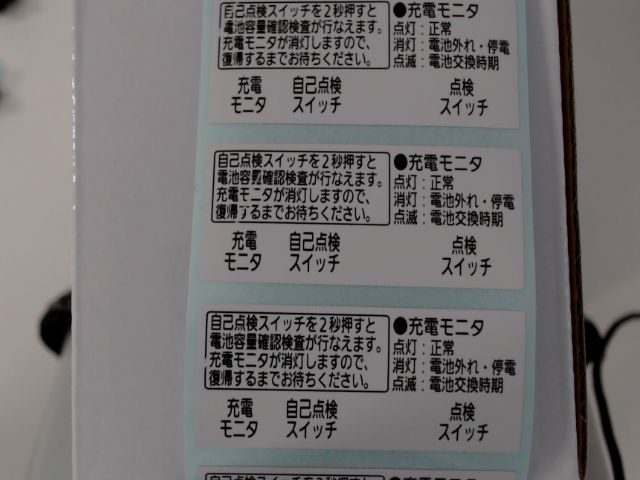 自己点検スイッチを2秒押すと
電池容量確認検査が行なえます。
充電モニタが消灯しますので、
復帰するまでお待ちください。
●充電モニタ
点灯：正常
消灯：電池外れ・停電
点滅：電池交換時期
充電
モニタ
自己点検
スイッチ
点検
スイッチ
自己点検スイッチを2秒押すと
電池容量確認検査が行なえます。
充電モニタが消灯しますので、
復帰するまでお待ちください。
●充電モニタ
点灯：正常
消灯：電池外れ・停電
点滅：電池交換時期
充電
モニタ
自己点検
スイッチ
点検
スイッチ
自己点検スイッチを2秒押すと
電池容量確認検査が行なえます。
充電モニタが消灯しますので、
復帰するまでお待ちください。
●充電モニタ
点灯：正常
消灯：電池外れ・停電
点滅：電池交換時期
充電
モニタ
自己点検
スイッチ
点検
スイッチ